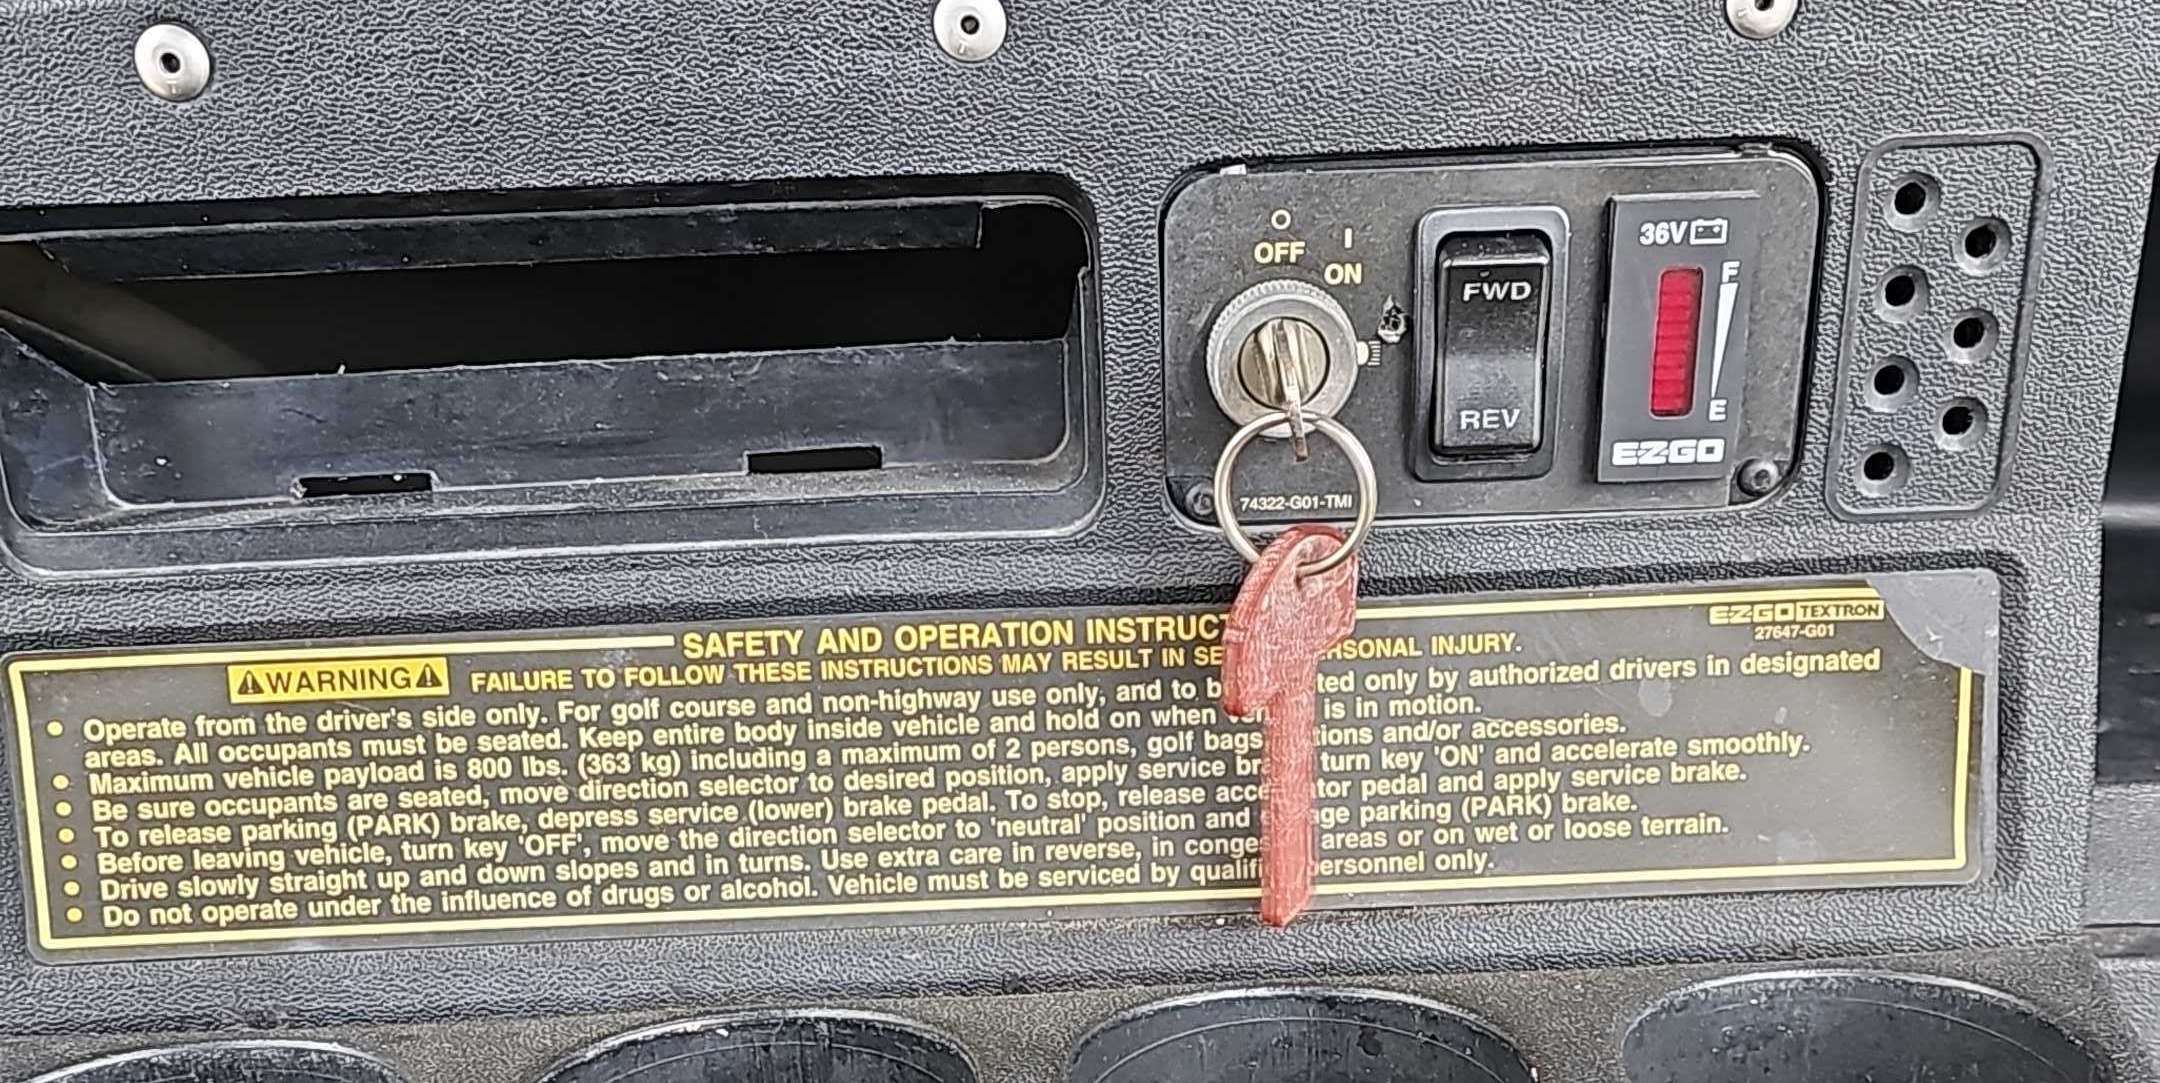 OFF
ON
FWD
REV
36V
F
E
EZGO
74322-G01-TMI
SAFETY AND OPERATION INSTRUCT
EZGO TEXTRON
27647-G01
WARNING FAILURE TO FOLLOW THESE INSTRUCTIONS MAY RESULT IN SE RSONAL INJURY.
• Operate from the driver's side only. For golf course and non-highway use only, and to b ted only by authorized drivers in designated
areas. All occupants must be seated. Keep entire body inside vehicle and hold on when is in motion.
• Maximum vehicle payload is 800 lbs. (363 kg) including a maximum of 2 persons, golf bags tions and/or accessories.
• Be sure occupants are seated, move direction selector to desired position, apply service br turn key 'ON' and accelerate smoothly.
• To release parking (PARK) brake, depress service (lower) brake pedal. To stop, release acc tor pedal and apply service brake.
• Before leaving vehicle, turn key 'OFF', move the direction selector to 'neutral' position and ge parking (PARK) brake.
• Drive slowly straight up and down slopes and in turns. Use extra care in reverse, in conges areas or on wet or loose terrain.
• Do not operate under the influence of drugs or alcohol. Vehicle must be serviced by qualifi personnel only.